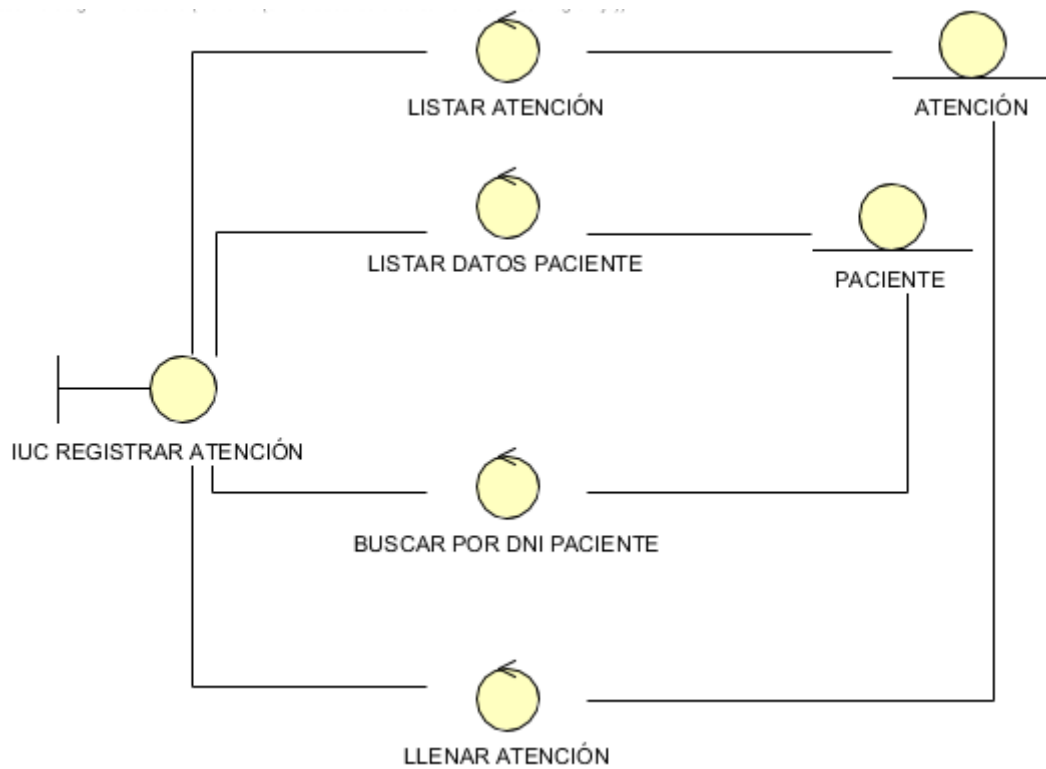 LISTAR ATENCIÓN
ATENCIÓN
LISTAR DATOS PACIENTE
PACIENTE
IUC REGISTRAR ATENCIÓN
BUSCAR POR DNI PACIENTE
LLENAR ATENCIÓN